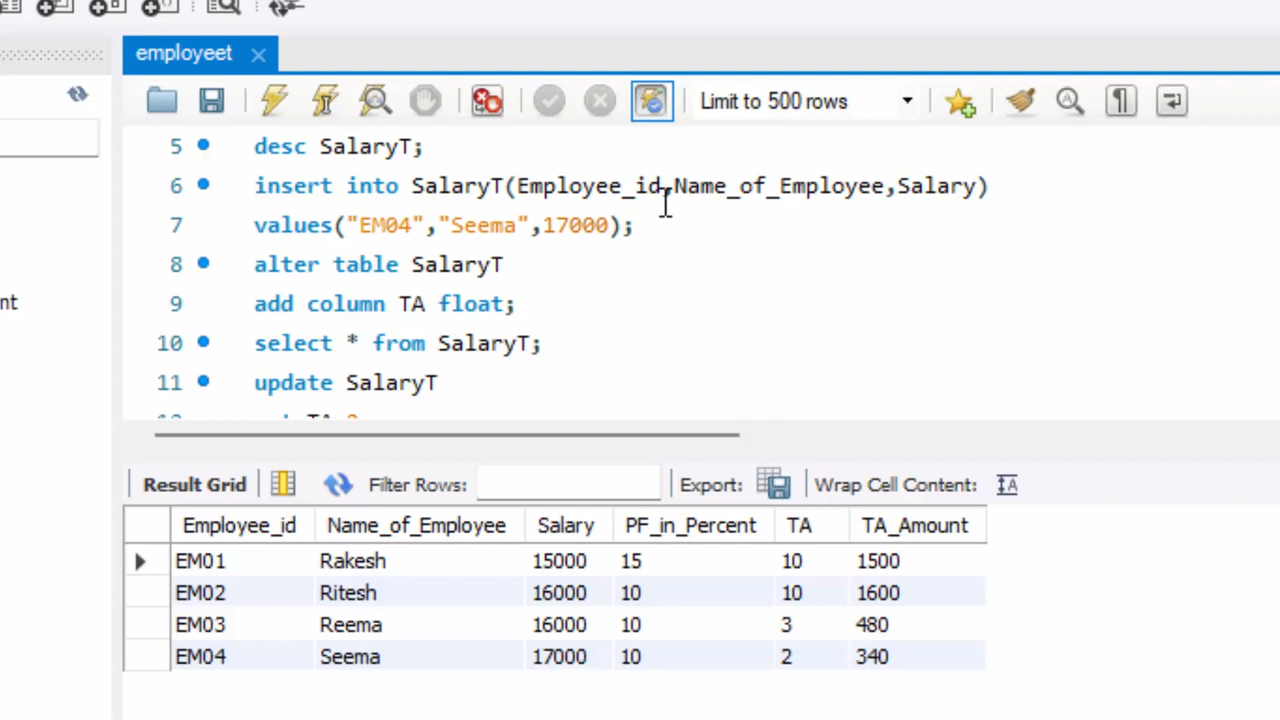 employeet
Limit to 500 rows
5 desc SalaryT;
6 insert into SalaryT(Employee_id,Name_of_Employee,Salary)
7 values("EM04","Seema",17000);
8 alter table SalaryT
nt
9 add column TA float;
10 select * from SalaryT;
11 update SalaryT
Result Grid Filter Rows: Export: Wrap Cell Content:
Employee_id Name_of_Employee Salary PF_in_Percent TA TA_Amount
EM01 Rakesh 15000 15 10 1500
EM02 Ritesh 16000 10 10 1600
EM03 Reema 16000 10 3 480
EM04 Seema 17000 10 2 340